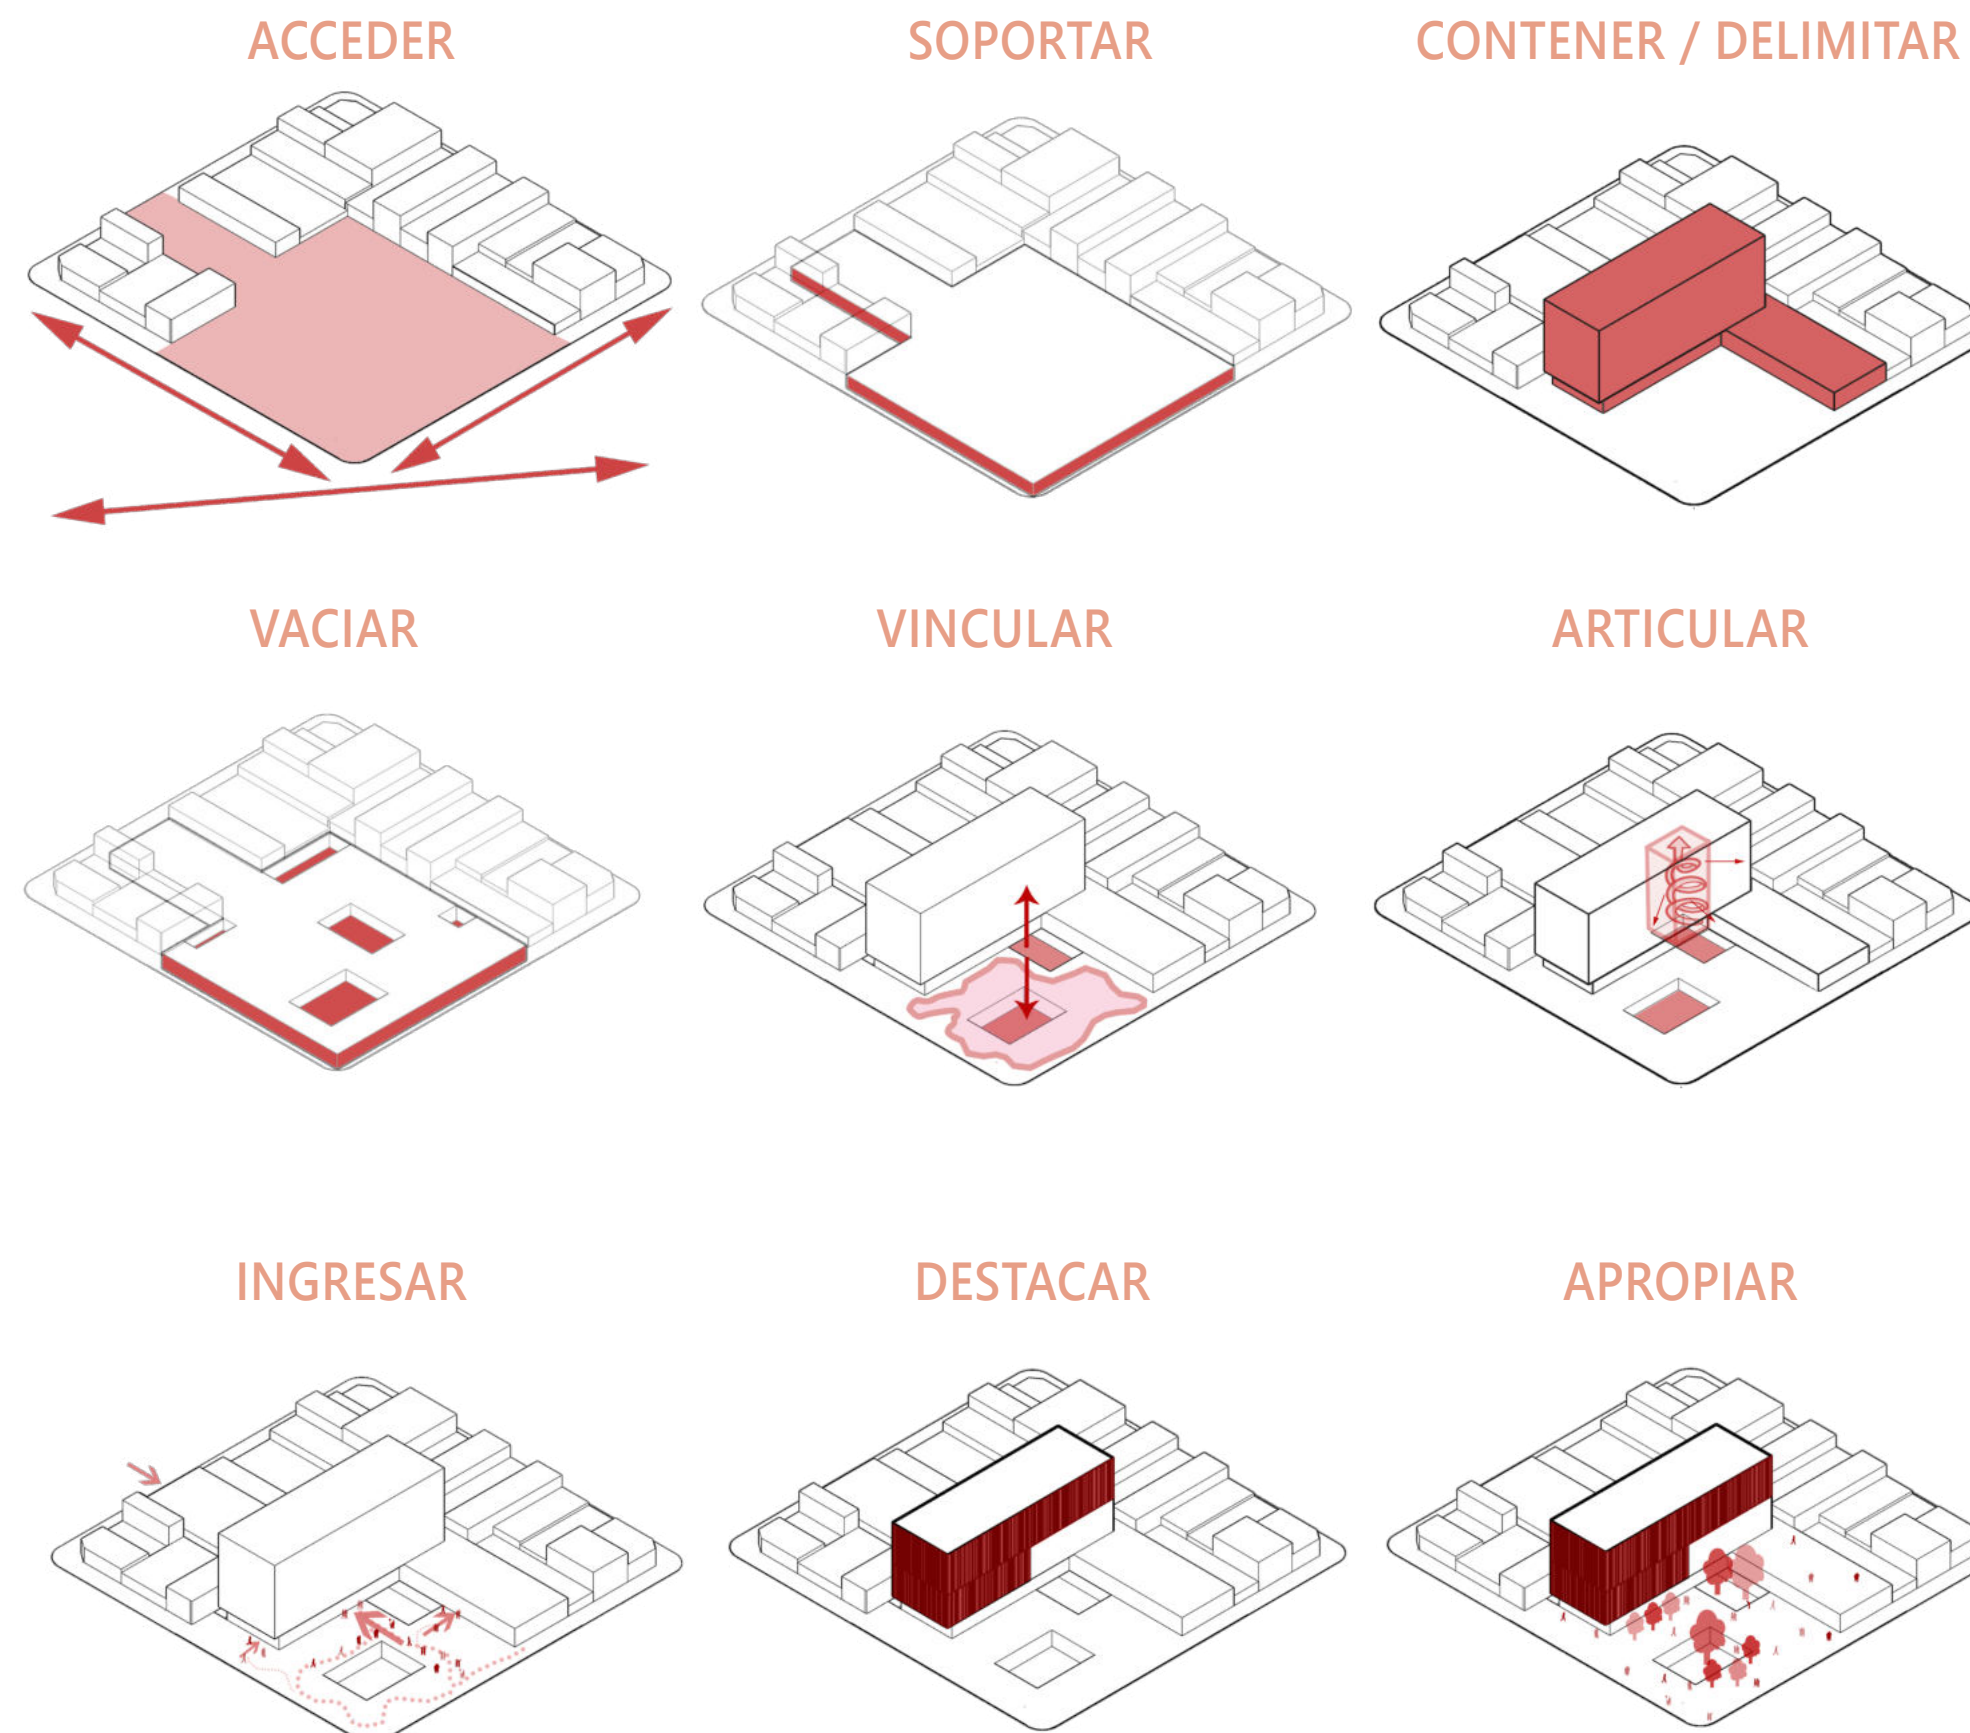 ACCEDER
SOPORTAR
CONTENER / DELIMITAR
VACIAR
VINCULAR
ARTICULAR
INGRESAR
DESTACAR
APROPIAR